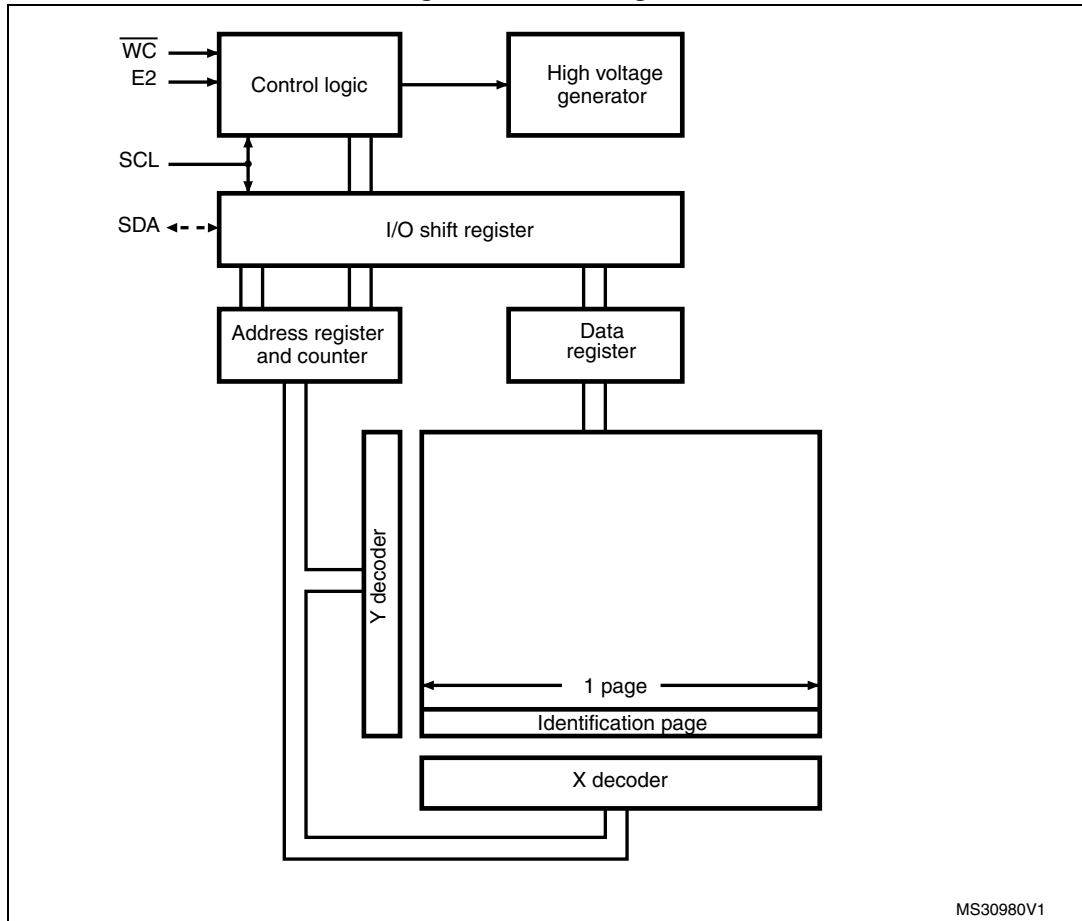 WC
E2
Control logic
High voltage
generator
SCL
SDA
I/O shift register
Address register
and counter
Data
register
Y decoder
1 page
Identification page
X decoder
MS30980V1